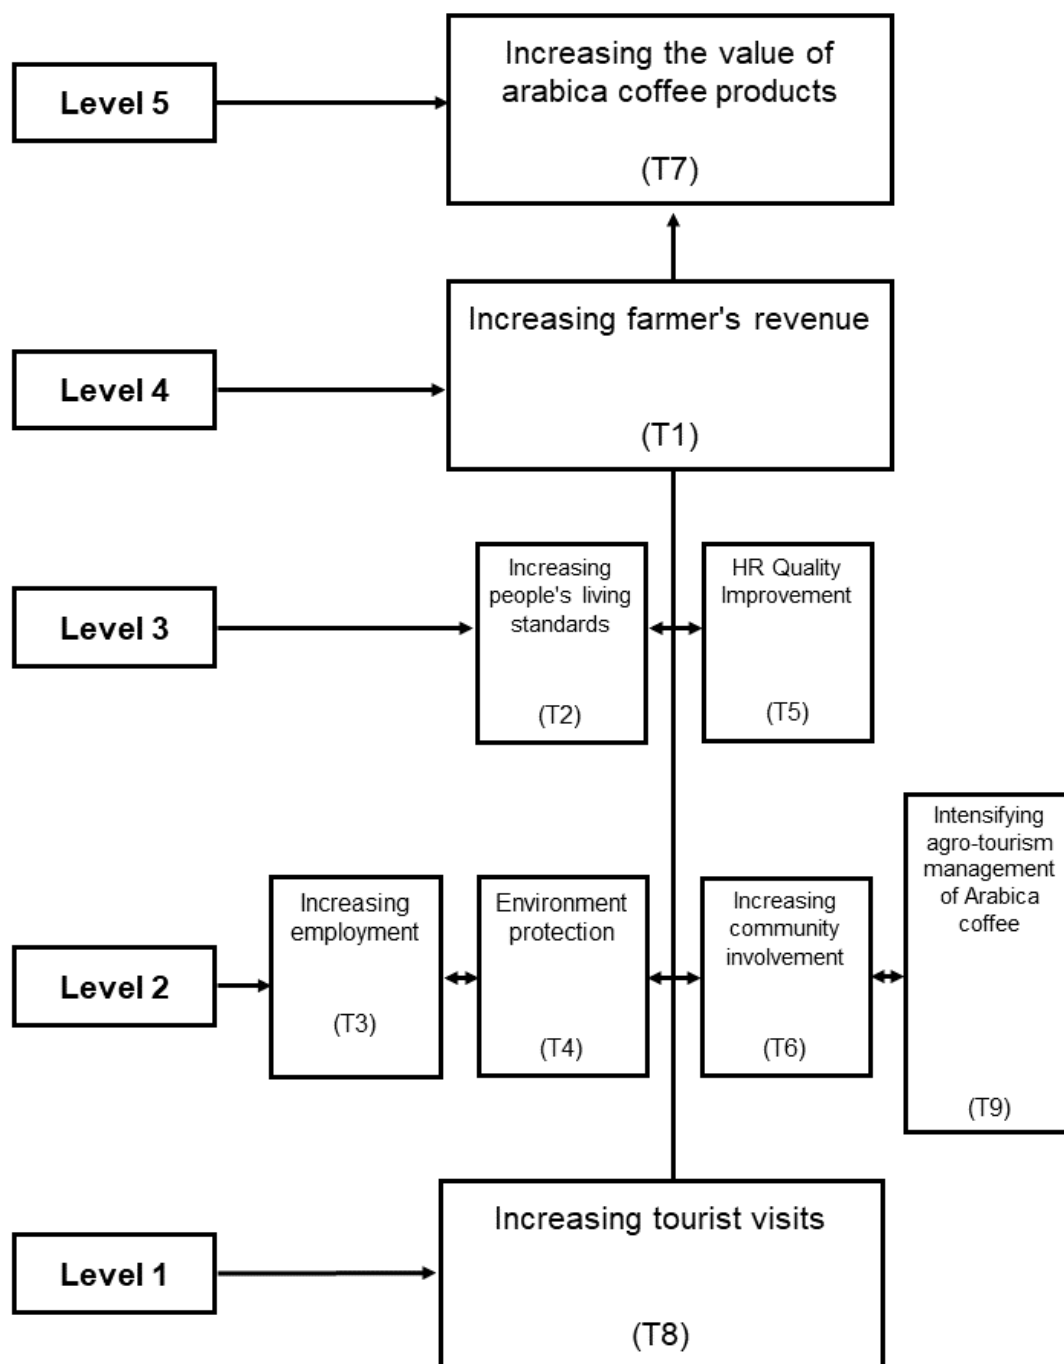 Level 5
Increasing the value of
arabica coffee products
(T7)
Level 4
Increasing farmer's revenue
(T1)
Level 3
Increasing
people's living
standards
(T2)
HR Quality
Improvement
(T5)
Level 2
Increasing
employment
(T3)
Environment
protection
(T4)
Increasing
community
involvement
(T6)
Intensifying
agro-tourism
management
of Arabica
coffee
(T9)
Level 1
Increasing tourist visits
(T8)